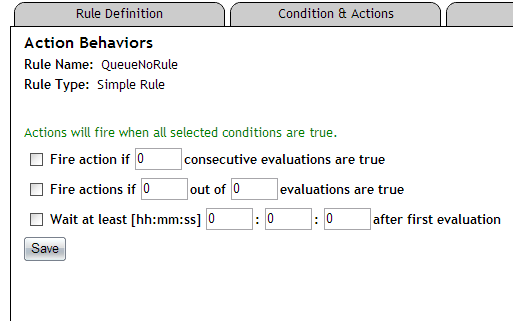 Rule Definition Condition & Actions
Action Behaviors
Rule Name: QueueNoRule
Rule Type: Simple Rule
Actions will fire when all selected conditions are true.
Fire action if 0 consecutive evaluations are true
Fire actions if 0 out of 0 evaluations are true
Wait at least [hh:mm:ss] 0 : 0 : 0 after first evaluation
Save